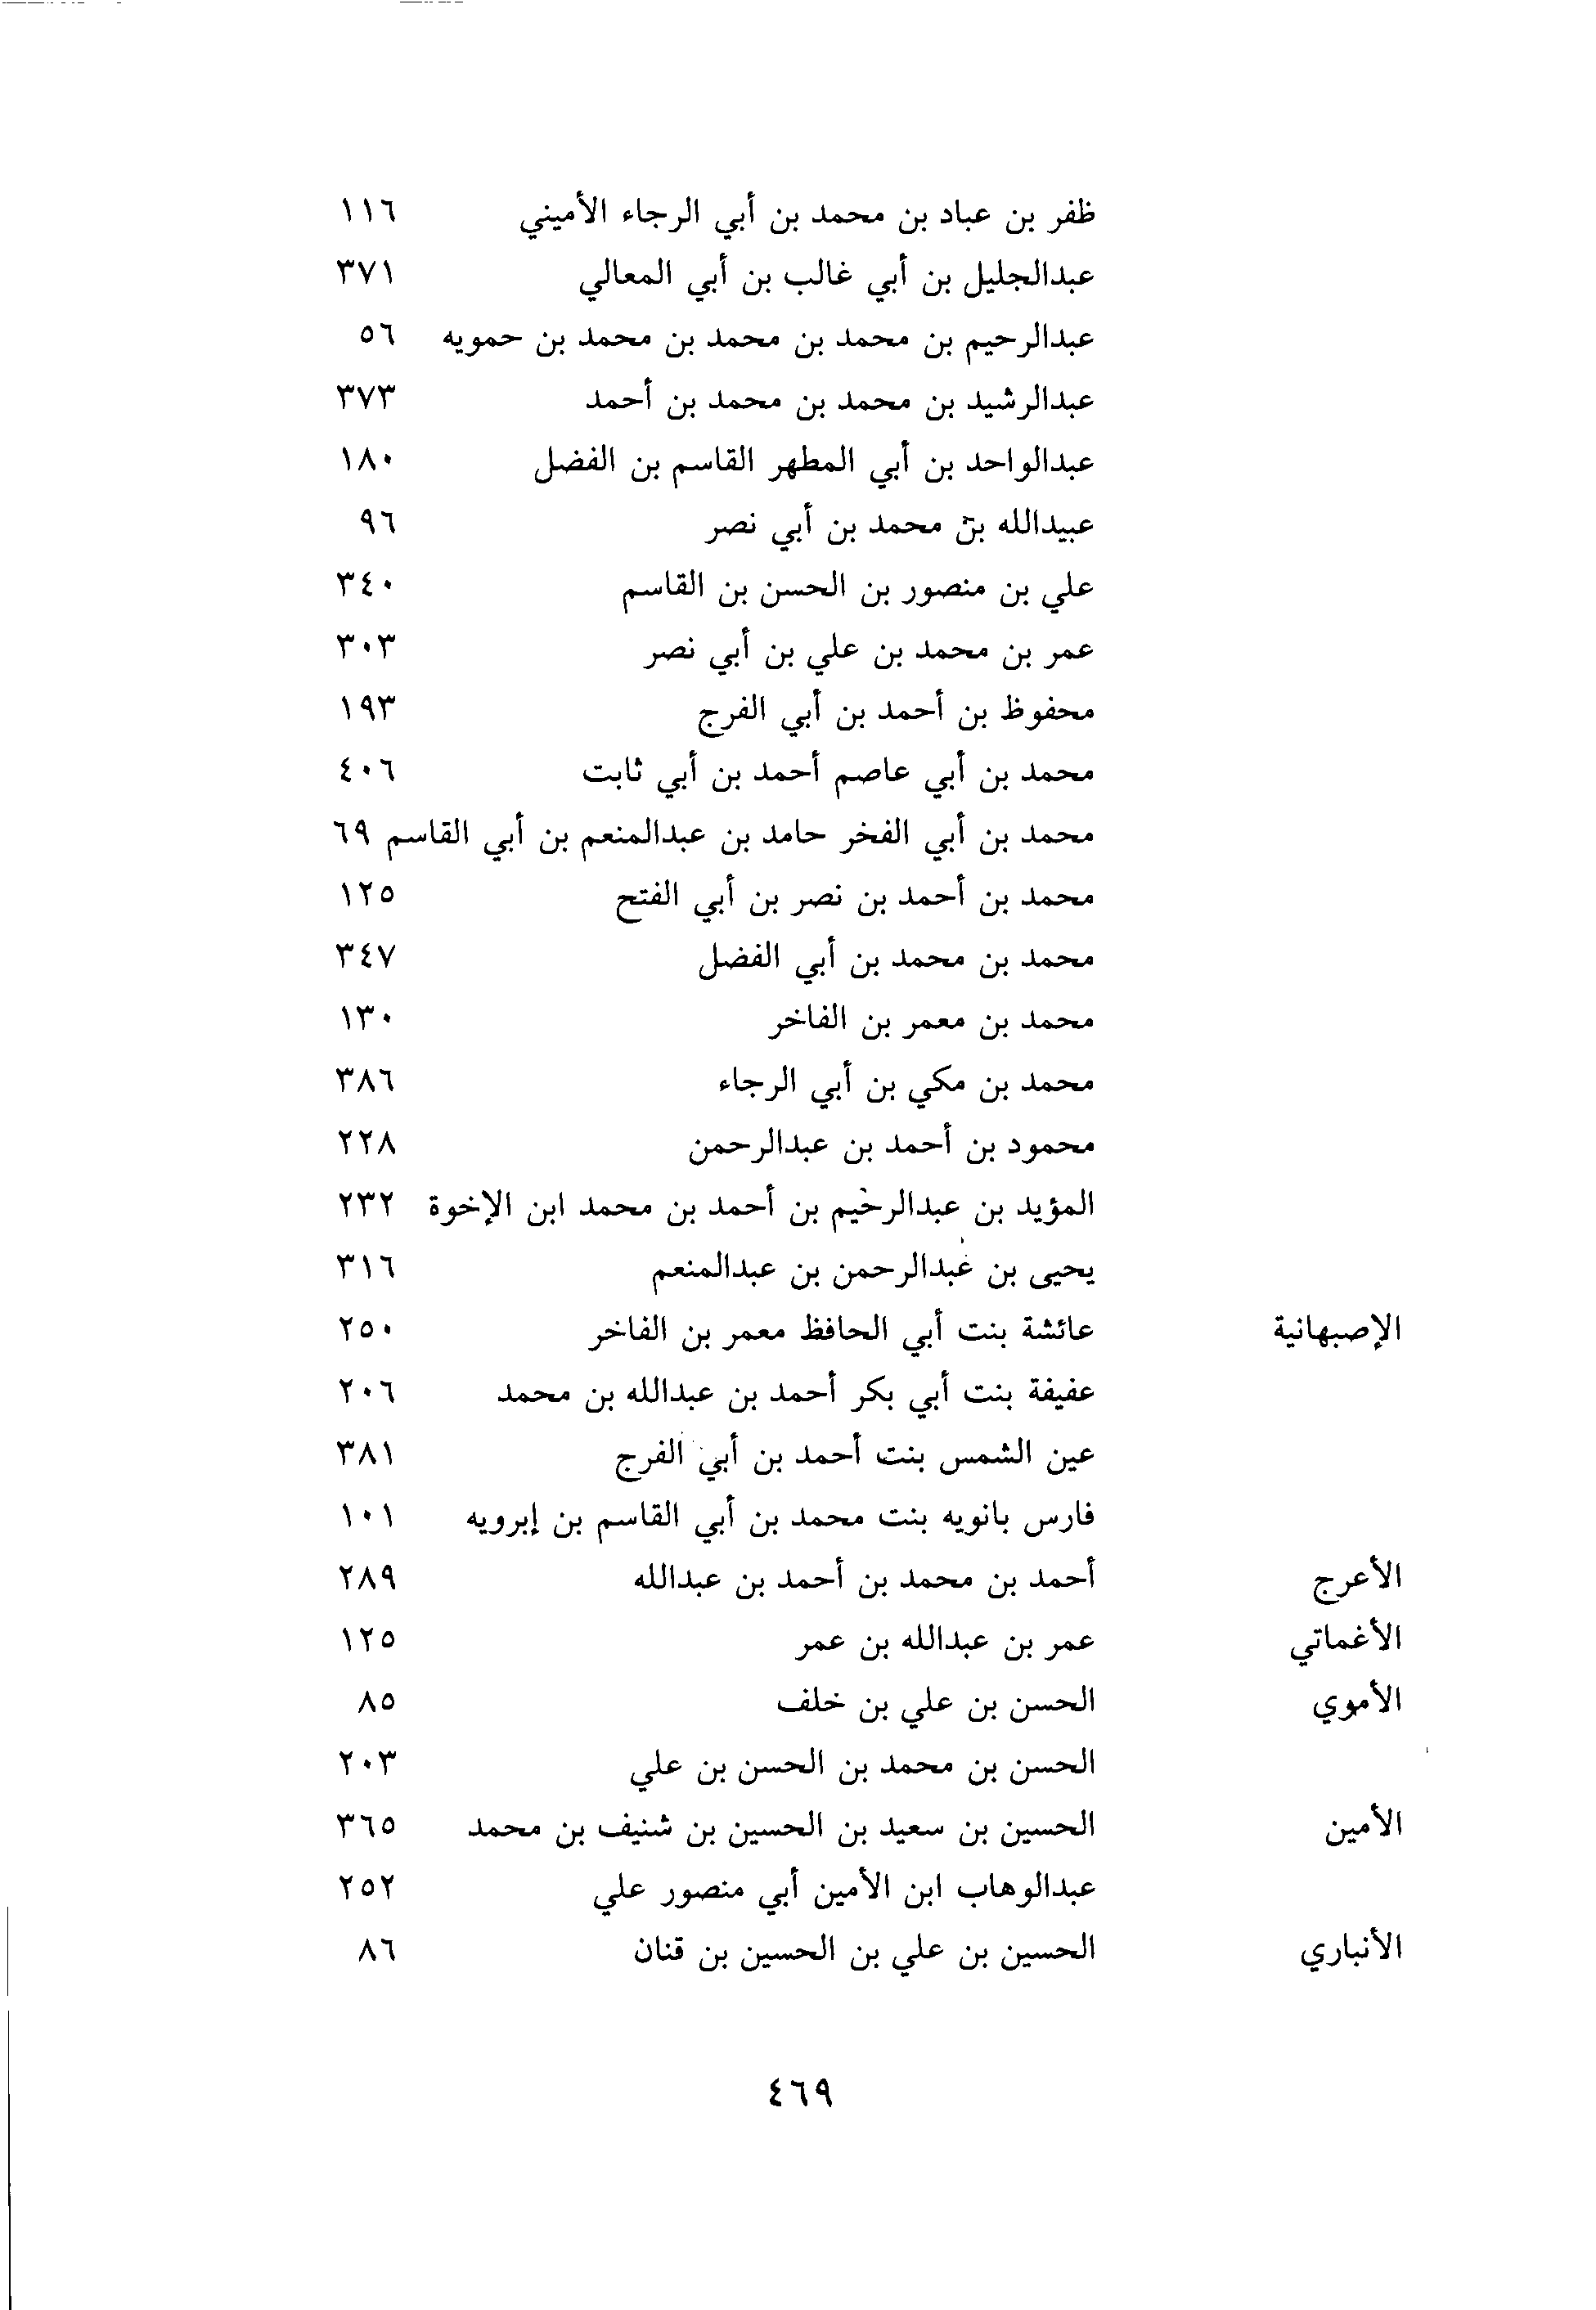 ظفر بن عباد بن محمد بن أبي الرجاء الأميني ١١٦
عبدالجليل بن أبي غالب بن أبي المعالي ٣٧١
عبدالرحيم بن محمد بن محمد بن محمد بن حمويه ٥٦
عبدالرشيد بن محمد بن محمد بن أحمد ٣٧٣
عبدالواحد بن أبي المطهر القاسم بن الفضل ١٨٠
عبيدالله بن محمد بن أبي نصر ٩٦
علي بن منصور بن الحسن بن القاسم ٣٤٠
عمر بن محمد بن علي بن أبي نصر ٣٠٣
محفوظ بن أحمد بن أبي الفرج ١٩٣
محمد بن أبي عاصم أحمد بن أبي ثابت ٤٠٦
محمد بن أبي الفخر حامد بن عبدالمنعم بن أبي القاسم ٦٩
محمد بن أحمد بن نصر بن أبي الفتح ١٢٥
محمد بن محمد بن أبي الفضل ٣٤٧
محمد بن معمر بن الفاخر ١٣٠
محمد بن مكي بن أبي الرجاء ٣٨٦
محمود بن أحمد بن عبدالرحمن ٢٢٨
المؤيد بن عبدالرحيم بن أحمد بن محمد ابن الإخوة ٢٣٢
يحيى بن عبدالرحمن بن عبدالمنعم ٣١٦
الإصبهانية عائشة بنت أبي الحافظ معمر بن الفاخر ٢٥٠
عفيفة بنت أبي بكر أحمد بن عبدالله بن محمد ٢٠٦
عين الشمس بنت أحمد بن أبي الفرج ٣٨١
فارس بانويه بنت محمد بن أبي القاسم بن إبرويه ١٠١
الأعرج أحمد بن محمد بن أحمد بن عبدالله ٢٨٩
الأغماتي عمر بن عبدالله بن عمر ١٢٥
الأموي الحسن بن علي بن خلف ٨٥
الحسن بن محمد بن الحسن بن علي ٢٠٣
الأمين الحسين بن سعيد بن الحسين بن شنيف بن محمد ٣٦٥
عبدالوهاب ابن الأمين أبي منصور علي ٢٥٢
الأنباري الحسين بن علي بن الحسين بن قنان ٨٦
٤٦٩